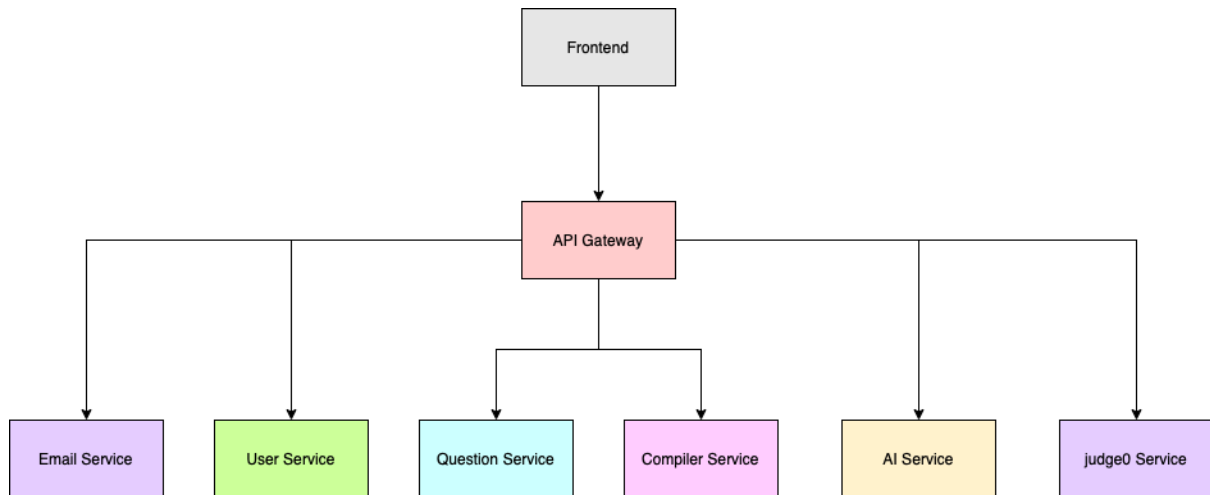 Frontend
API Gateway
Email Service
User Service
Question Service
Compiler Service
AI Service
judge0 Service